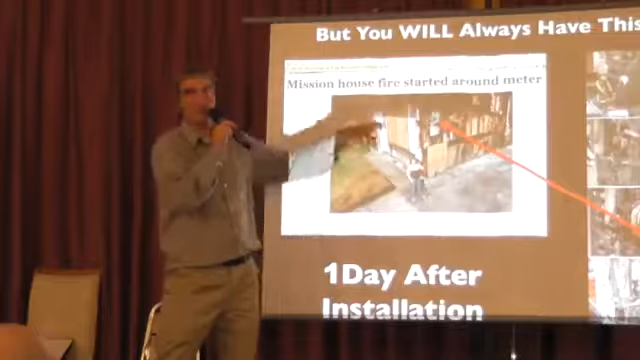 But You WILL Always Have This
Mission house fire started around meter
1Day After
Installation